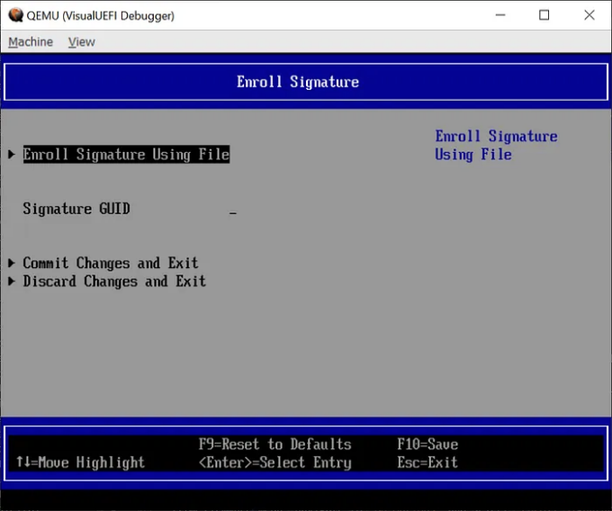 QEMU (VisualUEFI Debugger)
Machine View
Enroll Signature
Enroll Signature Using File
Enroll Signature
Using File
Signature GUID _
Commit Changes and Exit
Discard Changes and Exit
F9=Reset to Defaults F10=Save
↑↓=Move Highlight <Enter>=Select Entry Esc=Exit